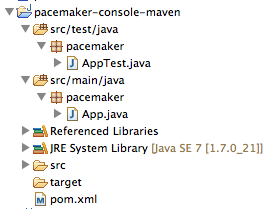 pacemaker-console-maven
src/test/java
pacemaker
AppTest.java
src/main/java
pacemaker
App.java
Referenced Libraries
JRE System Library [Java SE 7 [1.7.0_21]]
src
target
pom.xml